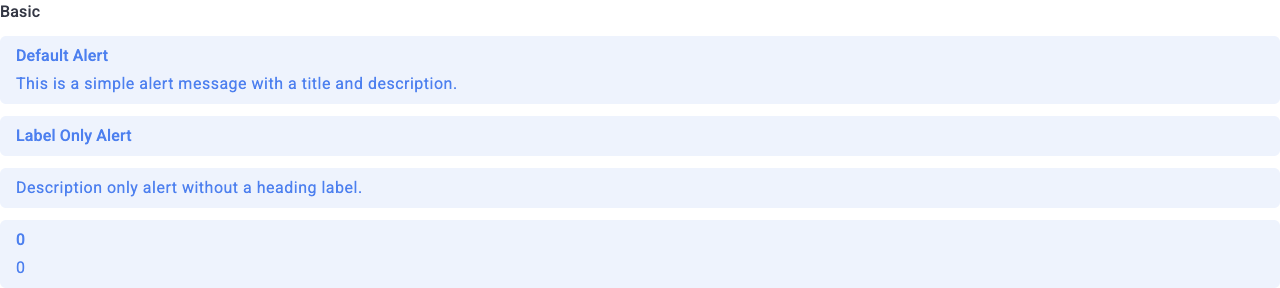 Basic
Default Alert
This is a simple alert message with a title and description.
Label Only Alert
Description only alert without a heading label.
0
0